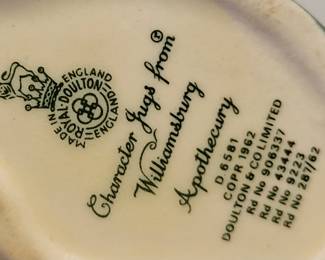 MADE IN ENGLAND
ROYAL·DOULTON
ENGLAND
Character Jugs from
Williamsburg ®
Apothecary
D 6581
COPR 1962
DOULTON & CO LIMITED
Rd No 906337
Rd No 43444
Rd No 9223
Rd No 287/62